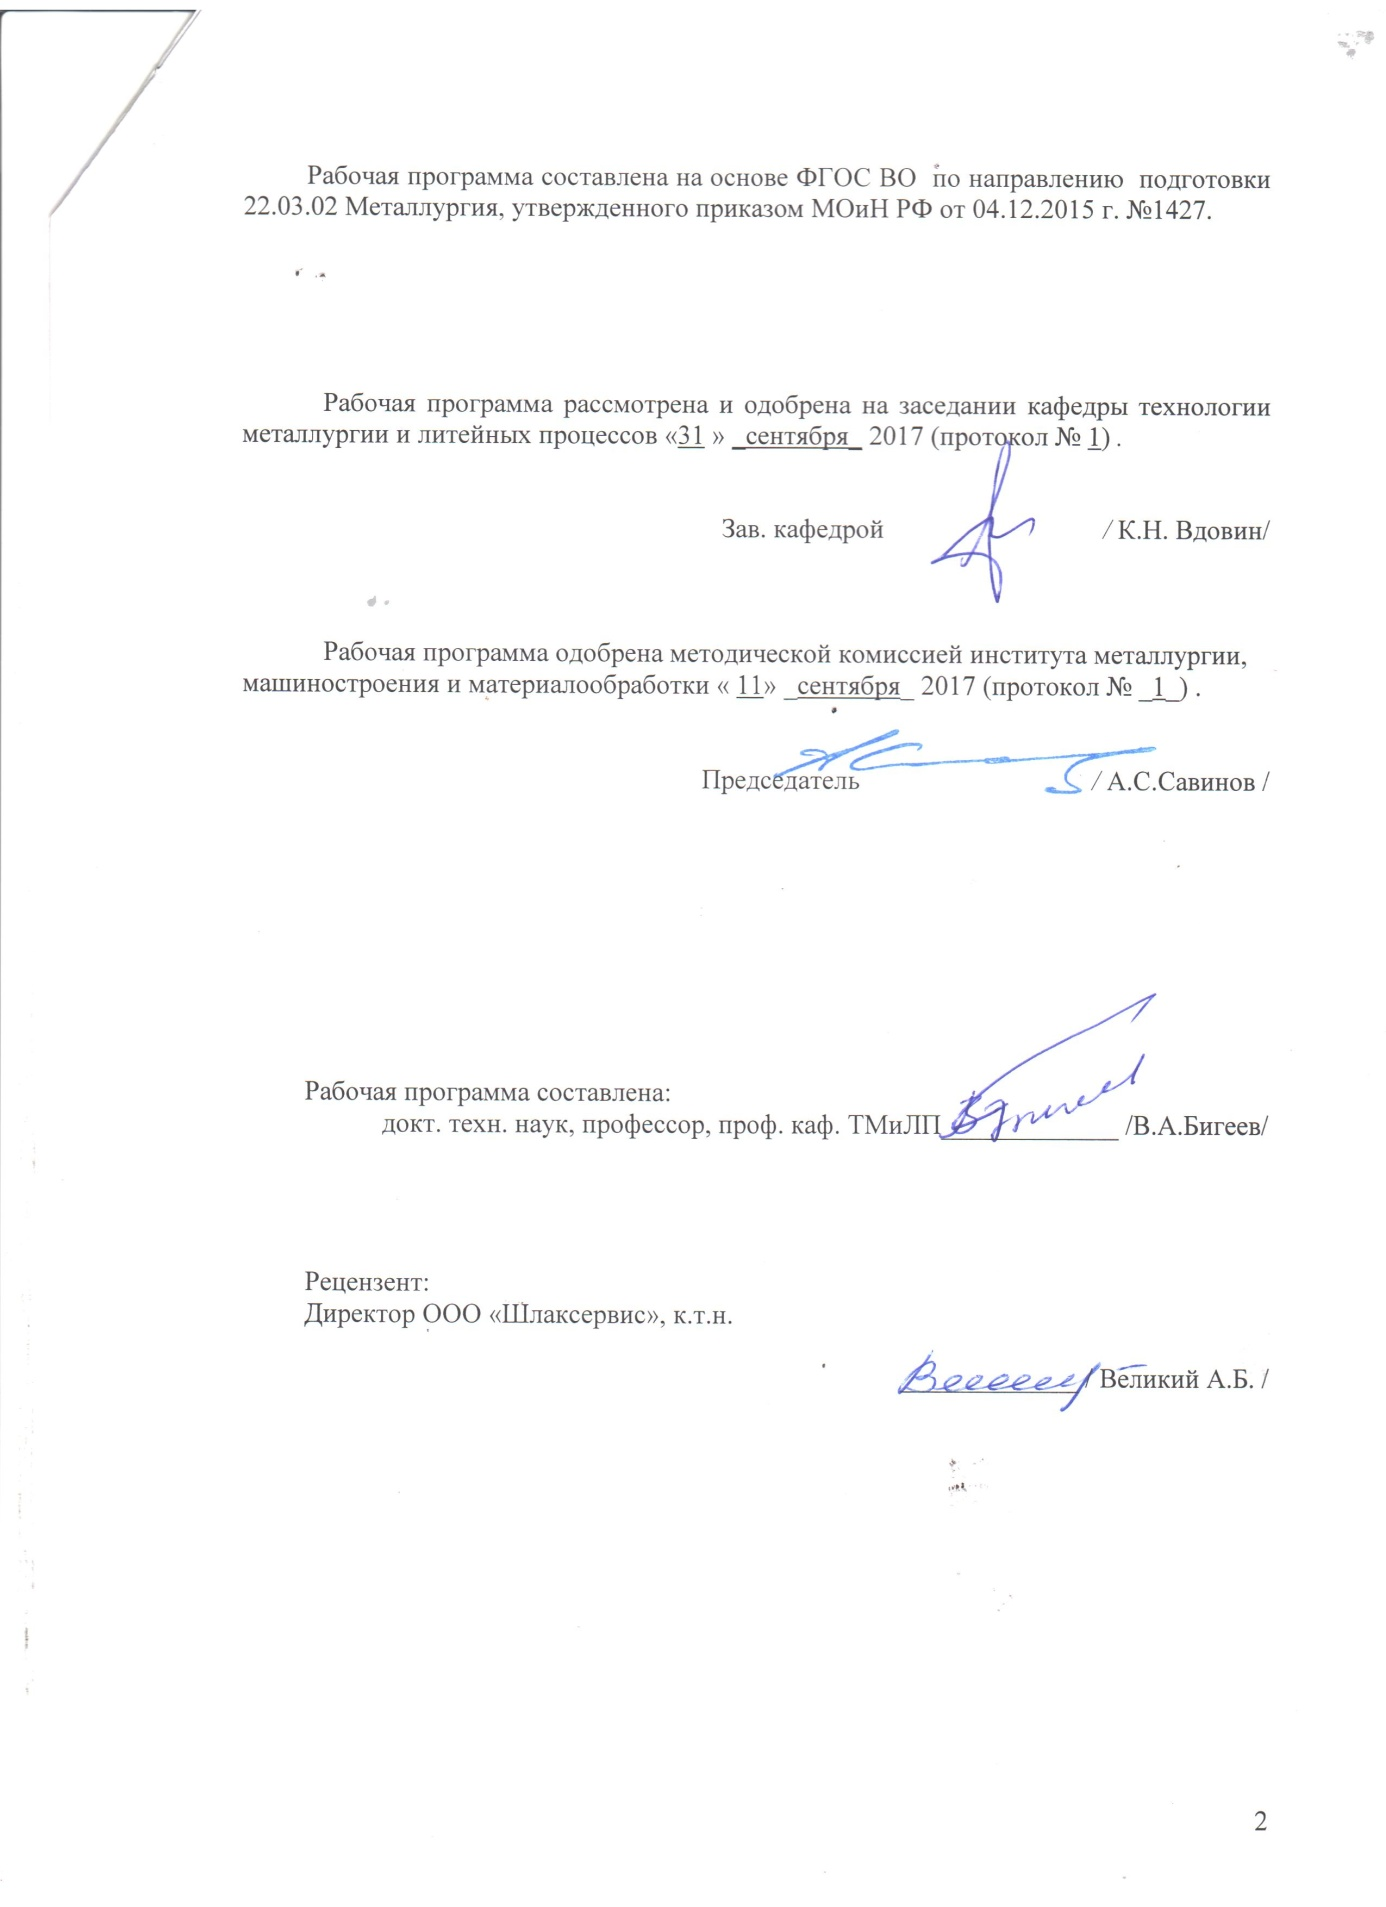 Рабочая программа составлена на основе ФГОС ВО по направлению подготовки
22.03.02 Металлургия, утвержденного приказом МОиН РФ от 04.12.2015 г. №1427.
Рабочая программа рассмотрена и одобрена на заседании кафедры технологии
металлургии и литейных процессов «31 » _сентября_ 2017 (протокол № 1) .
Зав. кафедрой / К.Н. Вдовин/
Рабочая программа одобрена методической комиссией института металлургии,
машиностроения и материалообработки « 11» _сентября_ 2017 (протокол № _1_) .
Председатель / А.С.Савинов /
Рабочая программа составлена:
докт. техн. наук, профессор, проф. каф. ТМиЛП_____________ /В.А.Бигеев/
Рецензент:
Директор ООО «Шлаксервис», к.т.н.
_____________/ Великий А.Б. /
2